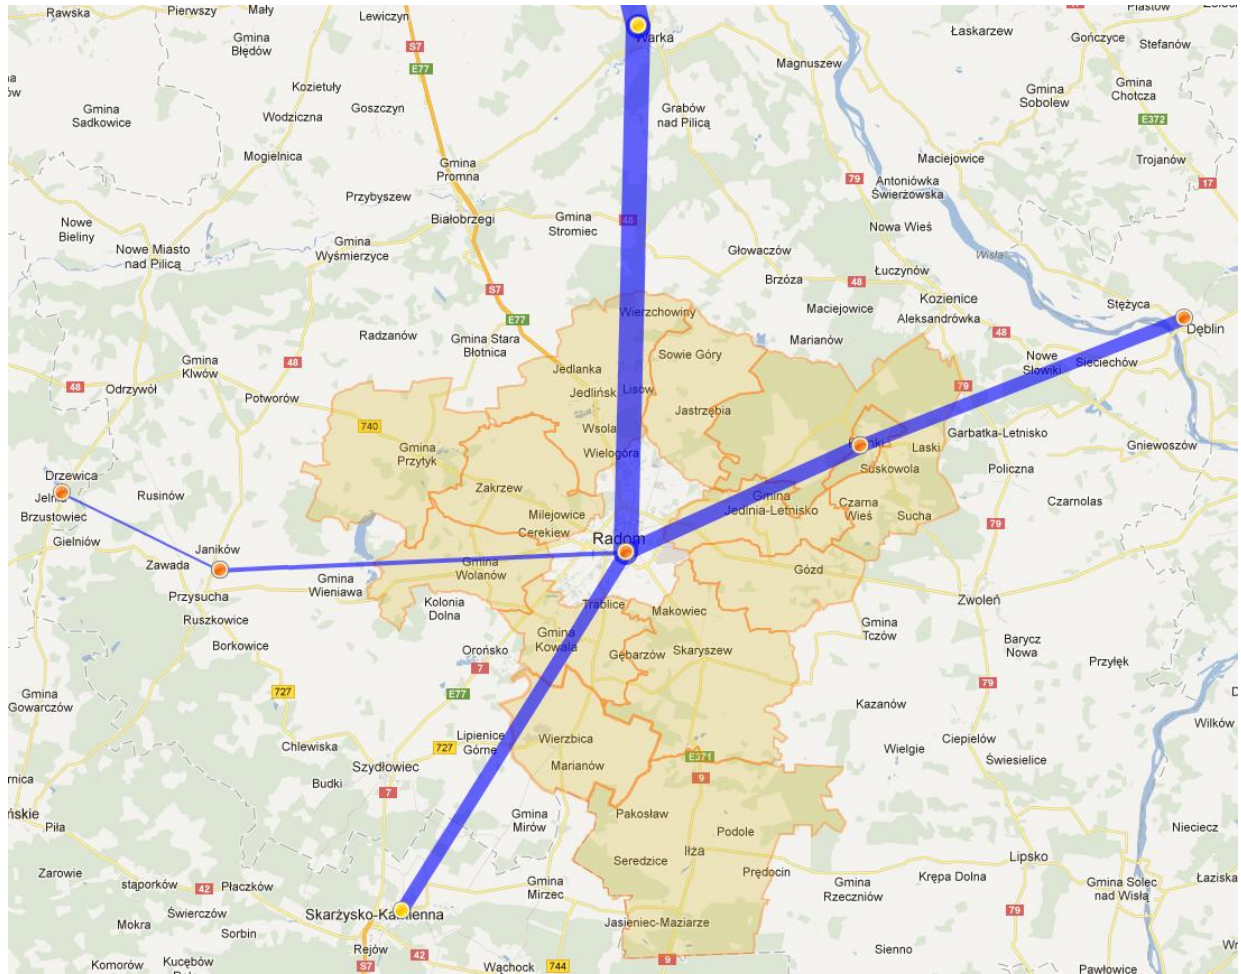 Rawska
Pierwszy
Mały
Lewiczyn
Gmina
Błędów
S7
E77
Warka
Łaskarzew
Gończyce
Stefanów
Magnuszew
Gmina
Sadkowice
Kozietuły
Goszczyn
Wodziczna
Grabów
nad Pilicą
Gmina
Sobolew
Gmina
Chotcza
E372
Mogielnica
Gmina
Promna
Maciejowice
Trojanów
79
17
Antoniówka
Świerżowska
Przybyszew
Białobrzegi
Gmina
Stromiec
48
Nowe
Bieliny
Nowe Miasto
nad Pilicą
Gmina
Wyśmierzyce
Nowa Wieś
Głowaczów
Wisła
Brzóza
48
Łuczynów
S7
Kozienice
Aleksandrówka
Stężyca
Maciejowice
Wierzchowiny
E77
Radzanów
Gmina Stara
Błotnica
Marianów
48
Dęblin
Sowie Góry
Nowe
Słowiki
Sieciechów
Gmina
Klwów
48
Jedlanka
48
Odrzywół
Potworów
Jedlińsk
Lisów
Jastrzębia
79
740
Wsola
Garbatka-Letnisko
Gniewoszów
Gmina
Przytyk
Wielogóra
Laski
Suskowola
Policzna
Drzewica
Jelnia
Rusinów
Zakrzew
Gmina
Jedlnia-Letnisko
Czarna
Wieś
Sucha
Czarnolas
Brzustowiec
Milejowice
Cerekiew
79
Gielniów
Janików
Zawada
Radom
Gmina
Wolanów
Gmina
Wieniawa
Gózd
Przysucha
Zwoleń
Kolonia
Dolna
Trablice
Makowiec
Ruszkowice
Gmina
Tczów
Borkowice
Gmina
Kowala
Barycz
Nowa
Orońsko
7
Gębarzów
Skaryszew
Przyłęk
79
727
E77
Gmina
Gowarczów
Kazanów
Wilków
Chlewiska
727
Lipienice
Górne
Wierzbica
Ciepielów
Wielgie
E371
Świesielice
Szydłowiec
Marianów
Budki
7
9
Gmina
Mirów
Pakosław
Piła
Podole
Nieciecz
Iłża
Seredzice
Lipsko
Prędocin
Zarowie
stąporków
42
Płaczków
Gmina
Mirzec
Gmina
Rzeczniów
Krępa Dolna
Gmina Solec
nad Wisłą
Łaziska
Świerczów
Skarżysko-Kamienna
79
Mokra
Sorbin
Jasieniec-Maziarze
Rejów
42
Sienno
Komorów
Kucębów
S7
Wąchock
744
9
Pawłowice